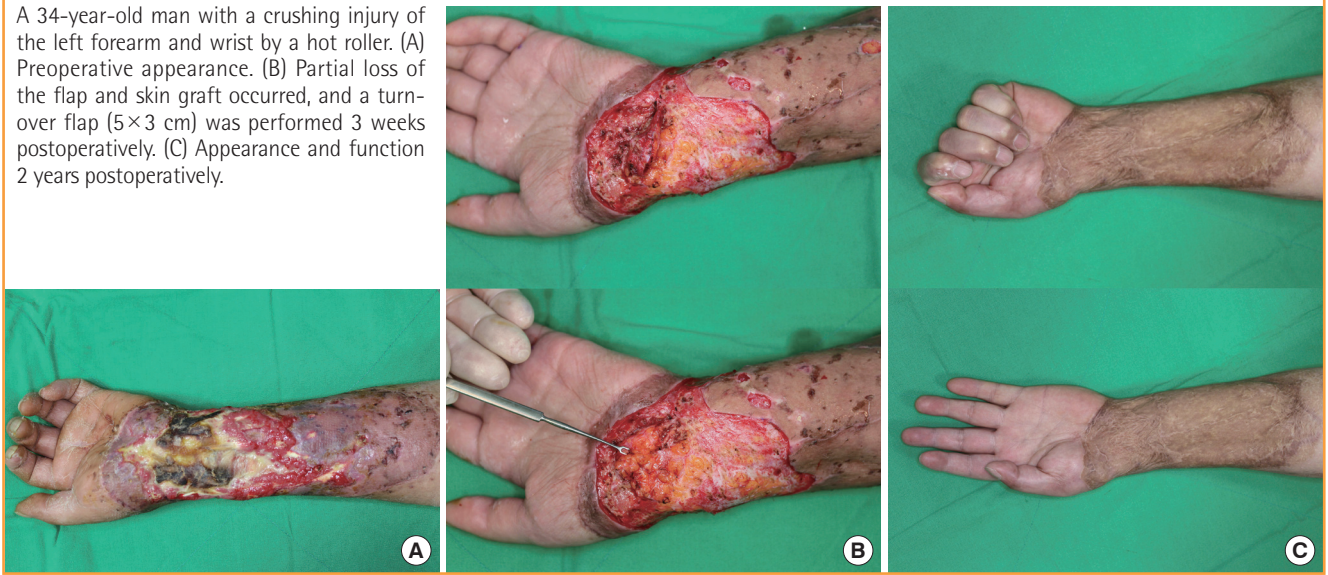 A 34-year-old man with a crushing injury of
the left forearm and wrist by a hot roller. (A)
Preoperative appearance. (B) Partial loss of
the flap and skin graft occurred, and a turn-
over flap (5×3 cm) was performed 3 weeks
postoperatively. (C) Appearance and function
2 years postoperatively.
A
B
C